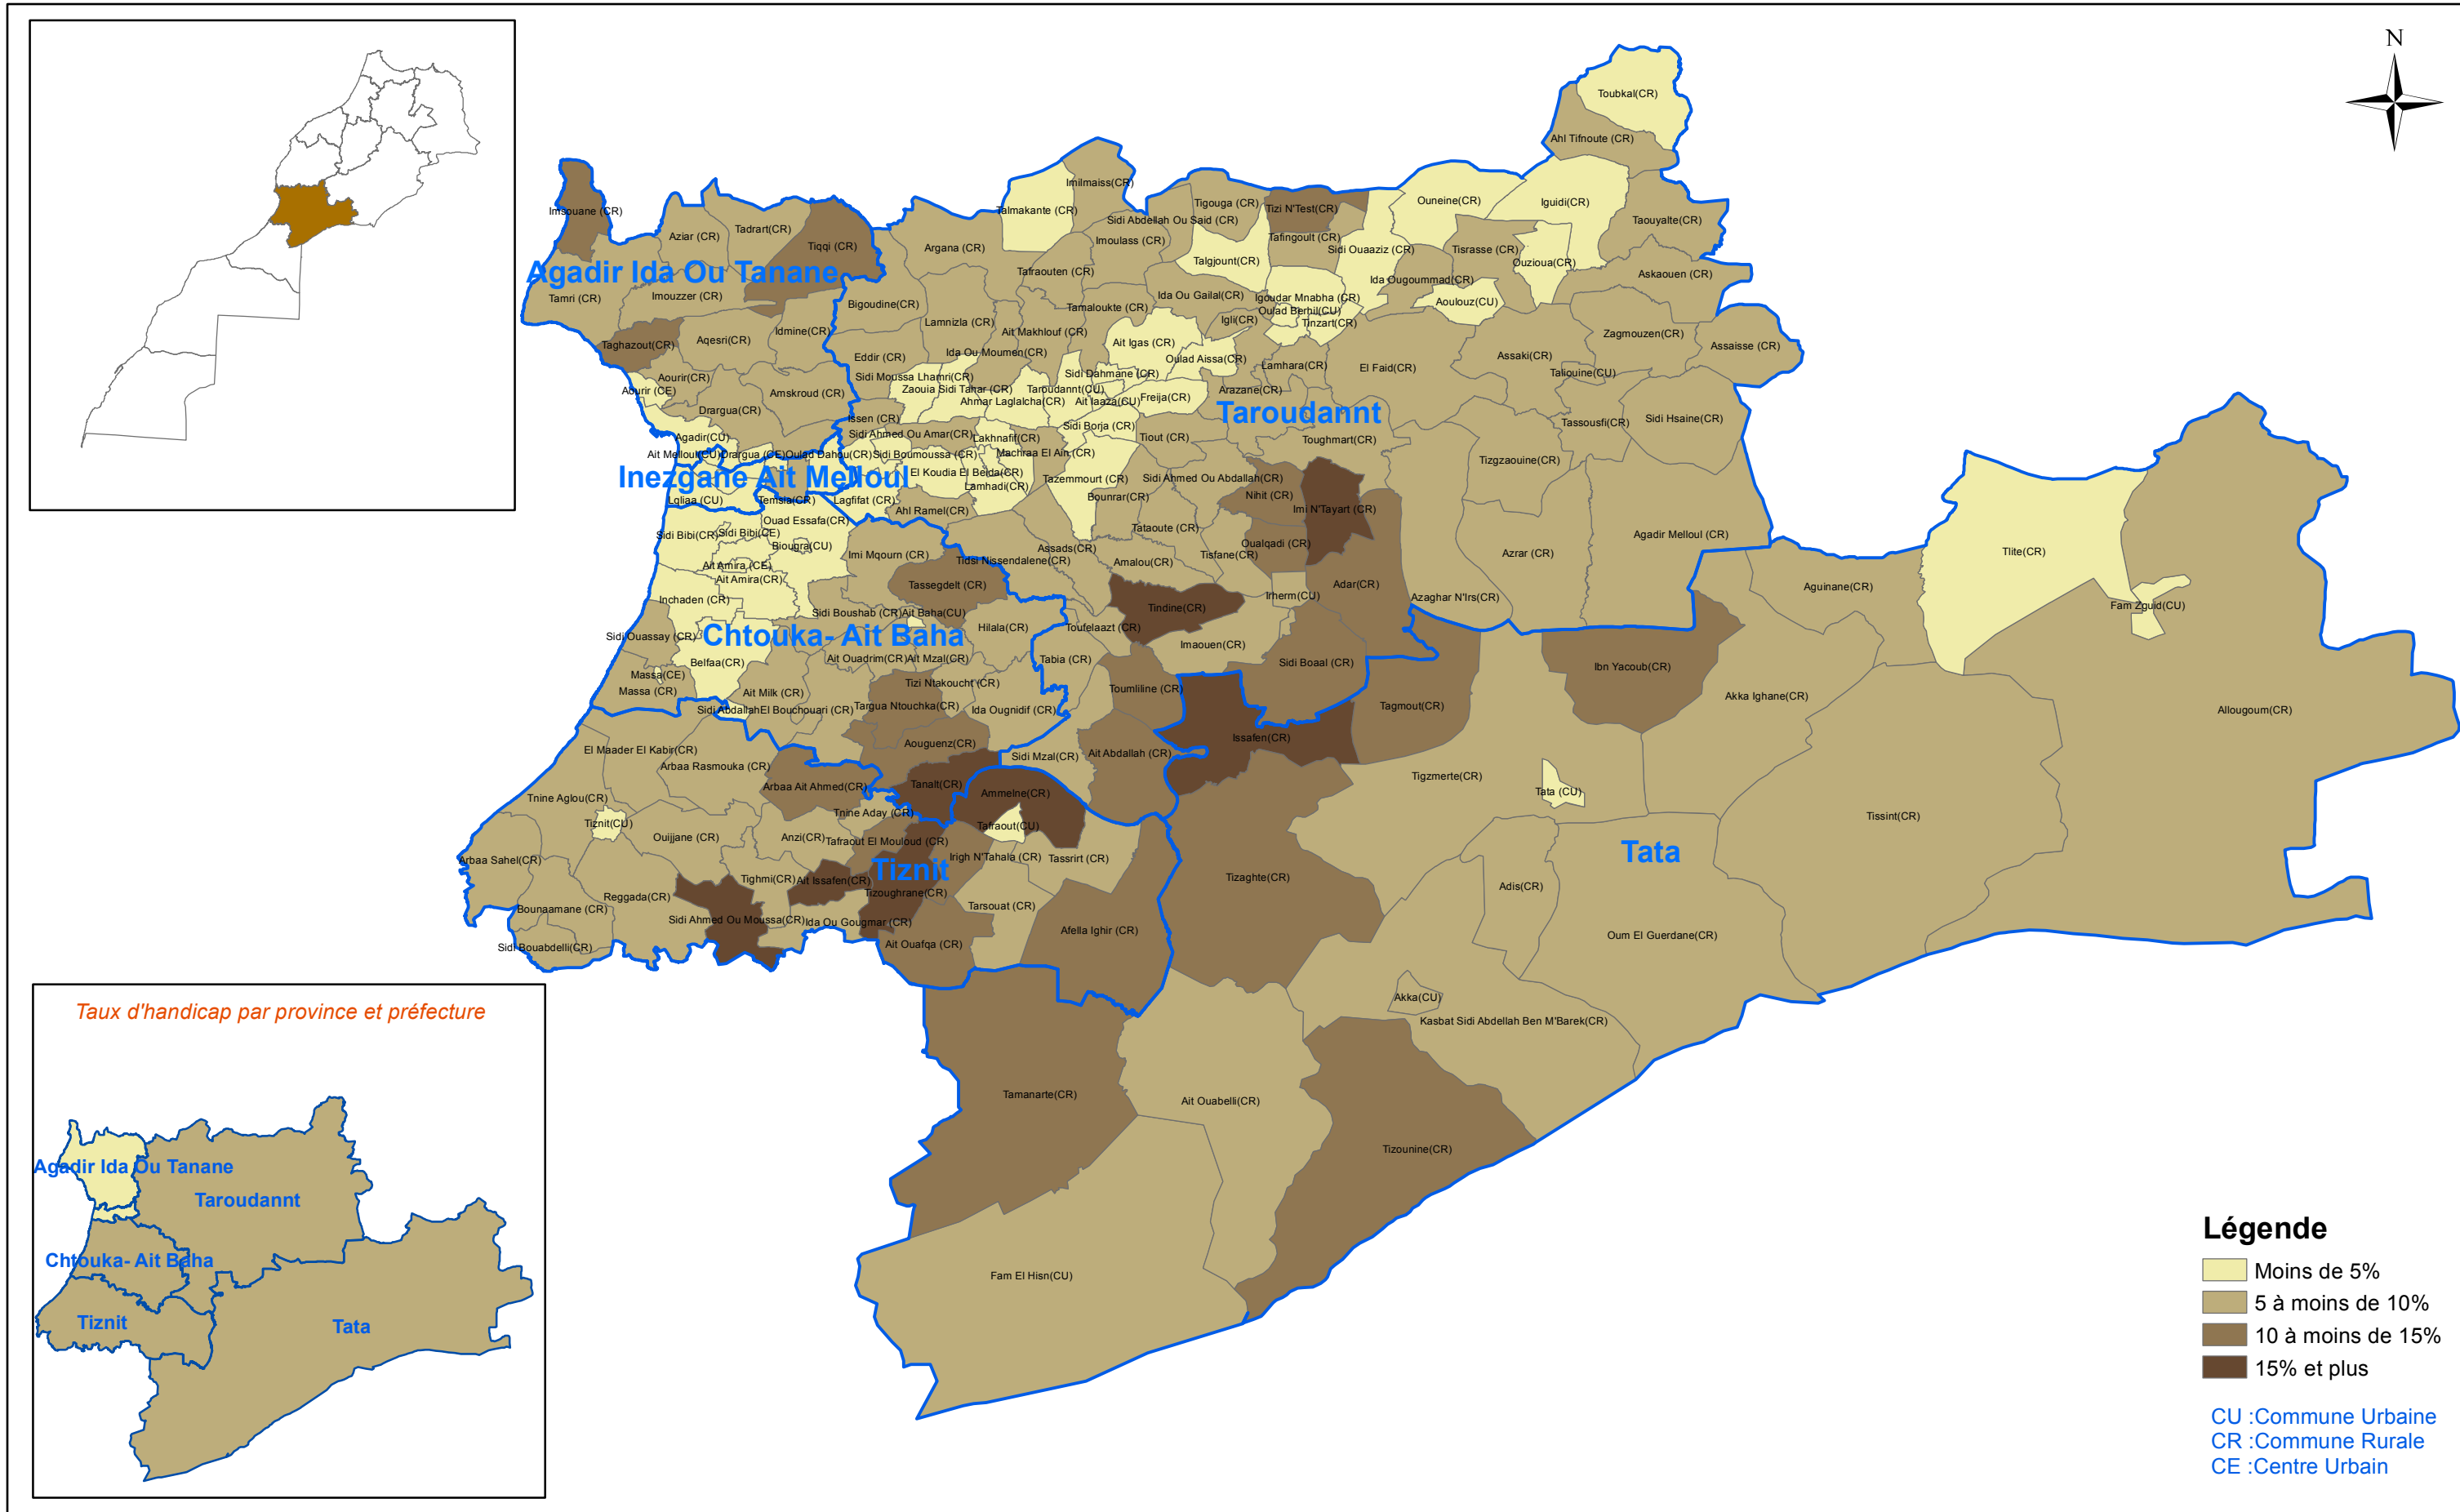 N
Toubkal(CR)
Ahl Tifnoute (CR)
Imilmaiss(CR)
Imsouane (CR)
Talmakante (CR)
Tigouga (CR)
Tizi N'Test(CR)
Ouneine(CR)
Iguidi(CR)
Taouyalte(CR)
Sidi Abdellah Ou Said (CR)
Aziar (CR)
Tadrart(CR)
Tiqqi (CR)
Argana (CR)
Imoulass (CR)
Tafingoult (CR)
Sidi Ouaaziz (CR)
Tisrasse (CR)
Talgjount(CR)
Ouzioua(CR)
Agadir Ida Ou Tanane
Tafraouten (CR)
Askaouen (CR)
Ida Ougoummad(CR)
Tamri (CR)
Imouzzer (CR)
Bigoudine(CR)
Tamaloukte (CR)
Ida Ou Gailal(CR)
Igoudar Mnabha (CR)
Aoulouz(CU)
Oulad Berhil(CU)
Lamnizla (CR)
Igli(CR)
Tinzart(CR)
Idmine(CR)
Ait Makhlouf (CR)
Zagmouzen(CR)
Taghazout(CR)
Aqesri(CR)
Ait Igas (CR)
Assaisse (CR)
Eddir (CR)
Ida Ou Moumen(CR)
Oulad Aissa(CR)
Assaki(CR)
Lamhara(CR)
El Faid(CR)
Taliouine(CU)
Aourir(CR)
Sidi Moussa Lhamri(CR)
Sidi Dahmane (CR)
Aourir (CE)
Amskroud (CR)
Zaouia Sidi Tahar (CR)
Taroudannt(CU)
Arazane(CR)
Ahmar Laglalcha(CR)
Ait Iaaza(CU)
Freija(CR)
Drargua(CR)
Taroudannt
Issen (CR)
Tassousfi(CR)
Sidi Hsaine(CR)
Sidi Borja (CR)
Agadir(CU)
Sidi Ahmed Ou Amar(CR)
Lakhnafif(CR)
Tiout (CR)
Toughmart(CR)
Ait Melloul(CU)
Drargua (CE)
Oulad Dahou(CR)
Sidi Boumoussa (CR)
Machraa El Ain(CR)
Tizgzaouine(CR)
Inezgane Ait Melloul
El Koudia El Beida(CR)
Tazemmourt (CR)
Sidi Ahmed Ou Abdallah(CR)
Lamhadi(CR)
Lqliaa (CU)
Temsia(CR)
Lagfifat (CR)
Bounrar(CR)
Nihit (CR)
Imi N'Tayart (CR)
Ahl Ramel(CR)
Ouad Essafa(CR)
Tataoute (CR)
Sidi Bibi(CR)
Sidi Bibi(CE)
Agadir Melloul (CR)
Biougra(CU)
Imi Mqourn (CR)
Assads(CR)
Oualqadi (CR)
Tisfane(CR)
Azrar (CR)
Tlite(CR)
Tidsi Nissendalene(CR)
Amalou(CR)
Ait Amira (CE)
Ait Amira(CR)
Tassegdelt (CR)
Adar(CR)
Aguinane(CR)
Inchaden (CR)
Irherm(CU)
Azaghar N'Irs(CR)
Fam Zguid(CU)
Tindine(CR)
Sidi Boushab (CR)
Ait Baha(CU)
Sidi Ouassay (CR)
Chtouka- Ait Baha
Hilala(CR)
Toufelaazt (CR)
Imaouen(CR)
Belfaa(CR)
Ait Ouadrim(CR)
Ait Mzal(CR)
Tabia (CR)
Sidi Boaal (CR)
Ibn Yacoub(CR)
Massa(CE)
Massa (CR)
Ait Milk (CR)
Tizi Ntakoucht (CR)
Toumliline (CR)
Akka Ighane(CR)
Sidi AbdallahEl Bouchouari (CR)
Targua Ntouchka(CR)
Ida Ougnidif (CR)
Tagmout(CR)
Allougoum(CR)
El Maader El Kabir(CR)
Aouguenz(CR)
Issafen(CR)
Arbaa Rasmouka (CR)
Sidi Mzal(CR)
Ait Abdallah (CR)
Arbaa Ait Ahmed(CR)
Tanalt(CR)
Tigzmerte(CR)
Tnine Aglou(CR)
Ammelne(CR)
Tata (CU)
Tnine Aday (CR)
Tissint(CR)
Tiznit(CU)
Tafraout(CU)
Ouijjane (CR)
Anzi(CR)
Tafraout El Mouloud (CR)
Tata
Arbaa Sahel(CR)
Tiznit
Irigh N'Tahala (CR)
Tassrirt (CR)
Tighmi(CR)
Ait Issafen(CR)
Tizaghte(CR)
Adis(CR)
Reggada(CR)
Tizoughrane(CR)
Bounaamane (CR)
Tarsouat (CR)
Sidi Ahmed Ou Moussa(CR)
Ida Ou Gougmar (CR)
Afella Ighir (CR)
Oum El Guerdane(CR)
Sidi Bouabdelli(CR)
Ait Ouafqa (CR)
Akka(CU)
Kasbat Sidi Abdellah Ben M'Barek(CR)
Tamanarte(CR)
Ait Ouabelli(CR)
Tizounine(CR)
Fam El Hisn(CU)
Taux d'handicap par province et préfecture
Agadir Ida Ou Tanane
Taroudannt
Chtouka- Ait Baha
Tiznit
Tata
Légende
Moins de 5%
5 à moins de 10%
10 à moins de 15%
15% et plus
CU :Commune Urbaine
CR :Commune Rurale
CE :Centre Urbain